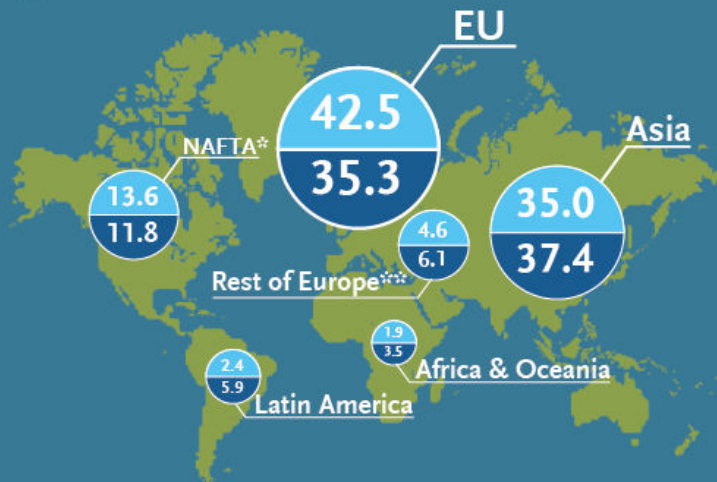 EU
42.5
35.3
Asia
35.0
37.4
NAFTA*
13.6
11.8
4.6
6.1
Rest of Europe**
1.9
3.5
Africa & Oceania
2.4
5.9
Latin America